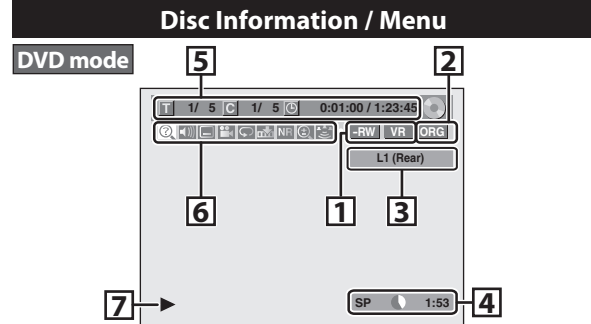 Disc Information / Menu
DVD mode
5
2
T 1/ 5 C 1/ 5 0:01:00 / 1:23:45
NR -RW VR ORG
L1 (Rear)
6
1
3
7
SP 1:53
4